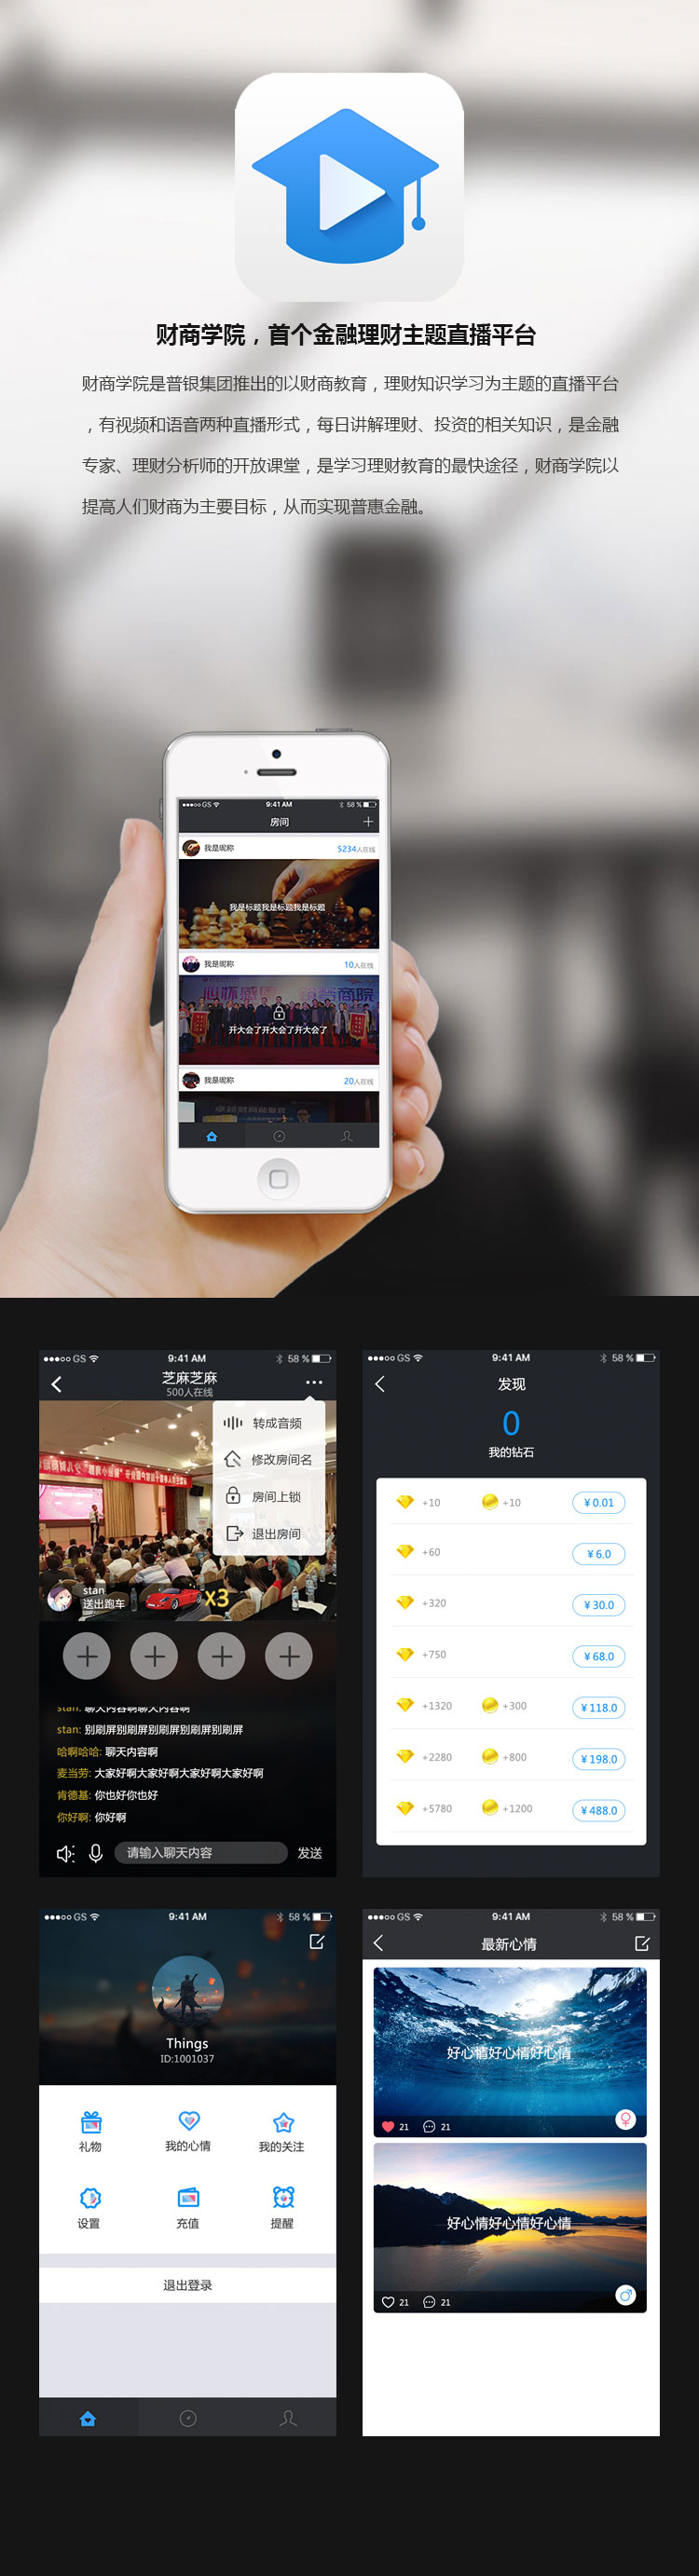 财商学院，首个金融理财主题直播平台
财商学院是普银集团推出的以财商教育，理财知识学习为主题的直播平台
，有视频和语音两种直播形式，每日讲解理财、投资的相关知识，是金融
专家、理财分析师的开放课堂，是学习理财教育的最快途径，财商学院以
提高人们财商为主要目标，从而实现普惠金融。
GS 9:41 AM 58 %
房间
我是昵称 5234人在线
我是标题我是标题我是标题
我是昵称 10人在线
开大会了开大会了开大会了
我是昵称 20人在线
GS 9:41 AM 58 %
芝麻芝麻
500人在线
转成音频
修改房间名
房间上锁
退出房间
stan
送出跑车 x3
stan: 聊天内容啊聊天内容啊
stan: 别刷屏别刷屏别刷屏别刷屏别刷屏
哈啊哈哈: 聊天内容啊
麦当劳: 大家好啊大家好啊大家好啊大家好啊
肯德基: 你也好你也好
你好啊: 你好啊
请输入聊天内容 发送
GS 9:41 AM 58 %
发现
0
我的钻石
+10 +10 ¥ 0.01
+60 ¥ 6.0
+320 ¥ 30.0
+750 ¥ 68.0
+1320 +300 ¥ 118.0
+2280 +800 ¥ 198.0
+5780 +1200 ¥ 488.0
GS 9:41 AM 58 %
Things
ID:1001037
礼物 我的心情 我的关注
设置 充值 提醒
退出登录
GS 9:41 AM 58 %
最新心情
好心情好心情好心情
21 21
好心情好心情好心情
21 21